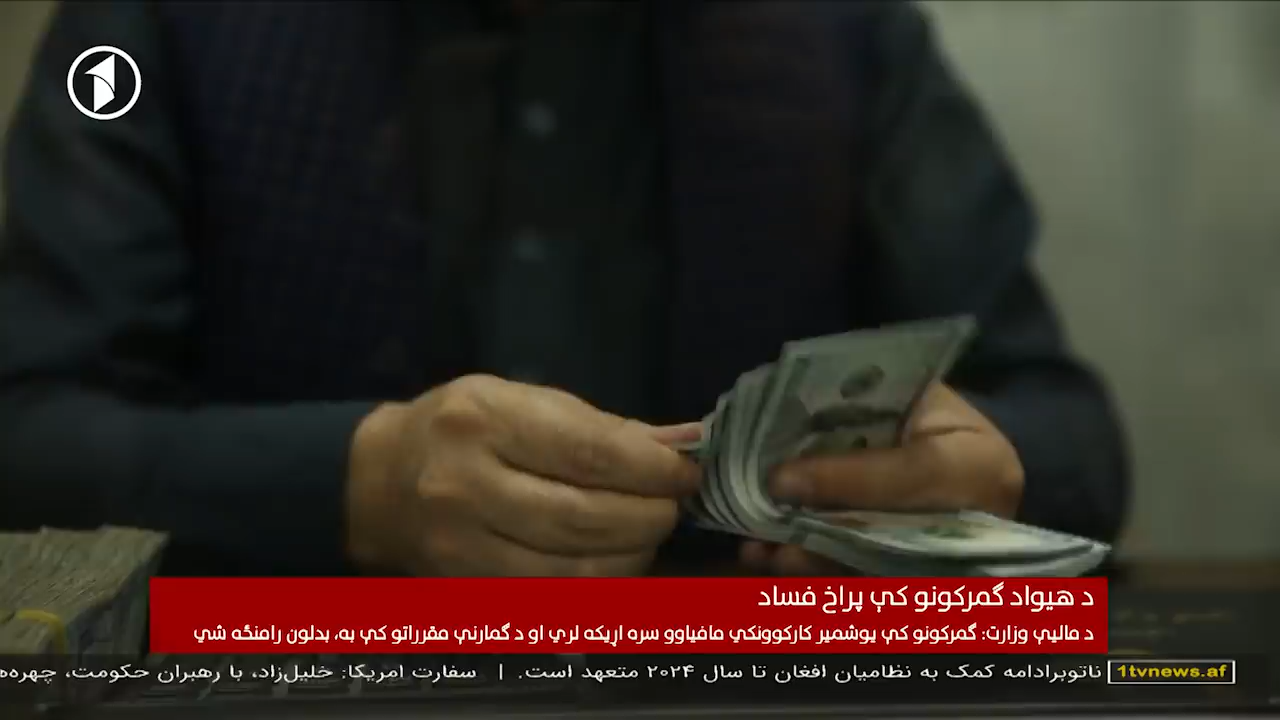 د هیواد گمرکونو کې پراخ فساد
د مالیې وزارت: گمرکونو کې یوشمیر کارکوونکي مافیاوو سره اړیکه لري او د گمارنې مقرراتو کې به، بدلون رامنځه شي
1tvnews.af ناتوبرادامه کمک به نظامیان افغان تا سال ۲۰۲۴ متعهد است. | سفارت امریکا: خلیل‌زاد، با رهبران حکومت، چهره‌ه